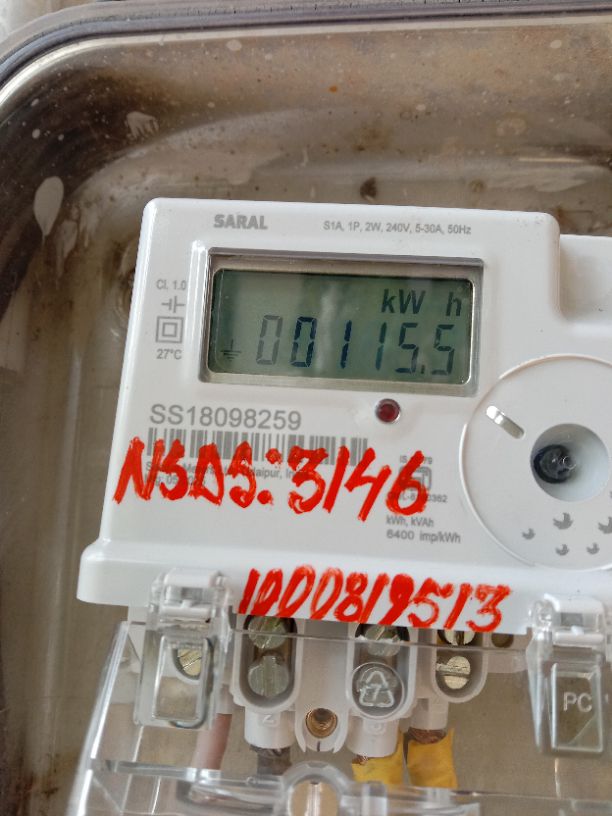 SARAL
S1A, 1P, 2W, 240V, 5-30A, 50Hz
Cl. 1.0
27°C
kW h
00115.5
SS18098259
NSDS:3146
kWh, kVAh
6400 imp/kWh
1000819513
PC